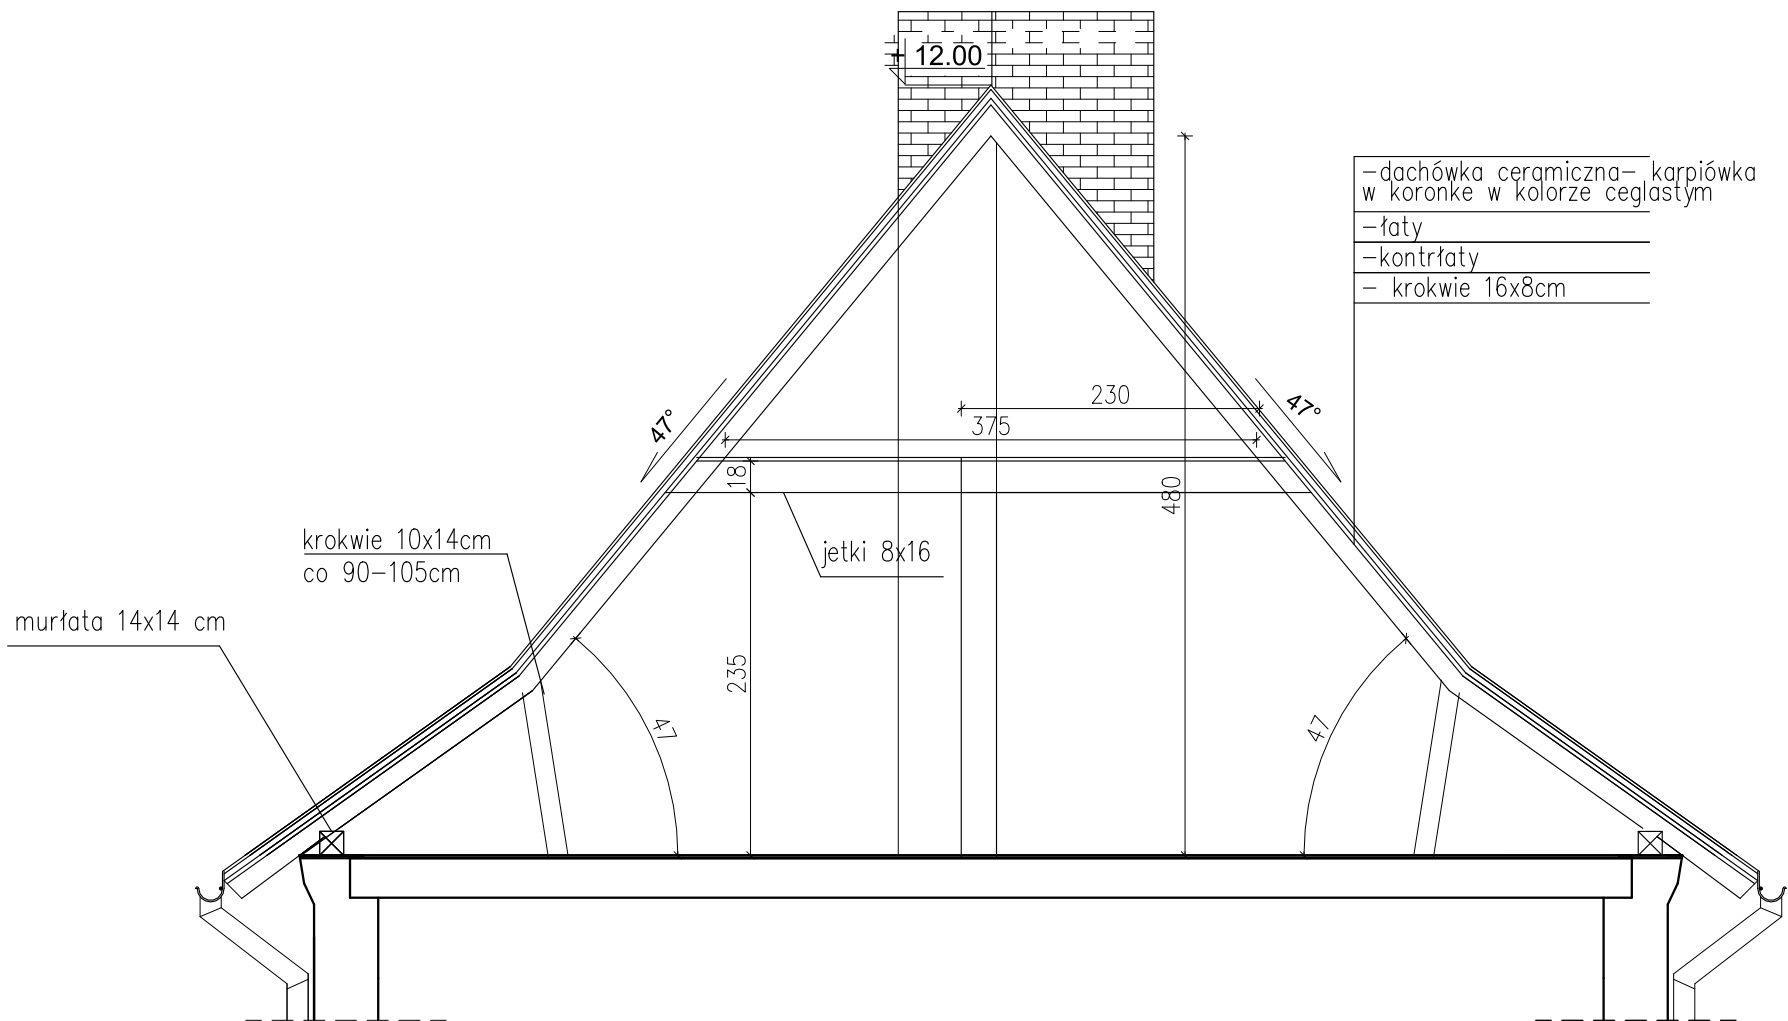 + 12.00
-dachówka ceramiczna- karpiówka
w koronke w kolorze ceglastym
-łaty
-kontrłaty
- krokwie 16x8cm
47°
230
47°
375
18
480
krokwie 10x14cm
co 90-105cm
jetki 8x16
murłata 14x14 cm
235
47
47